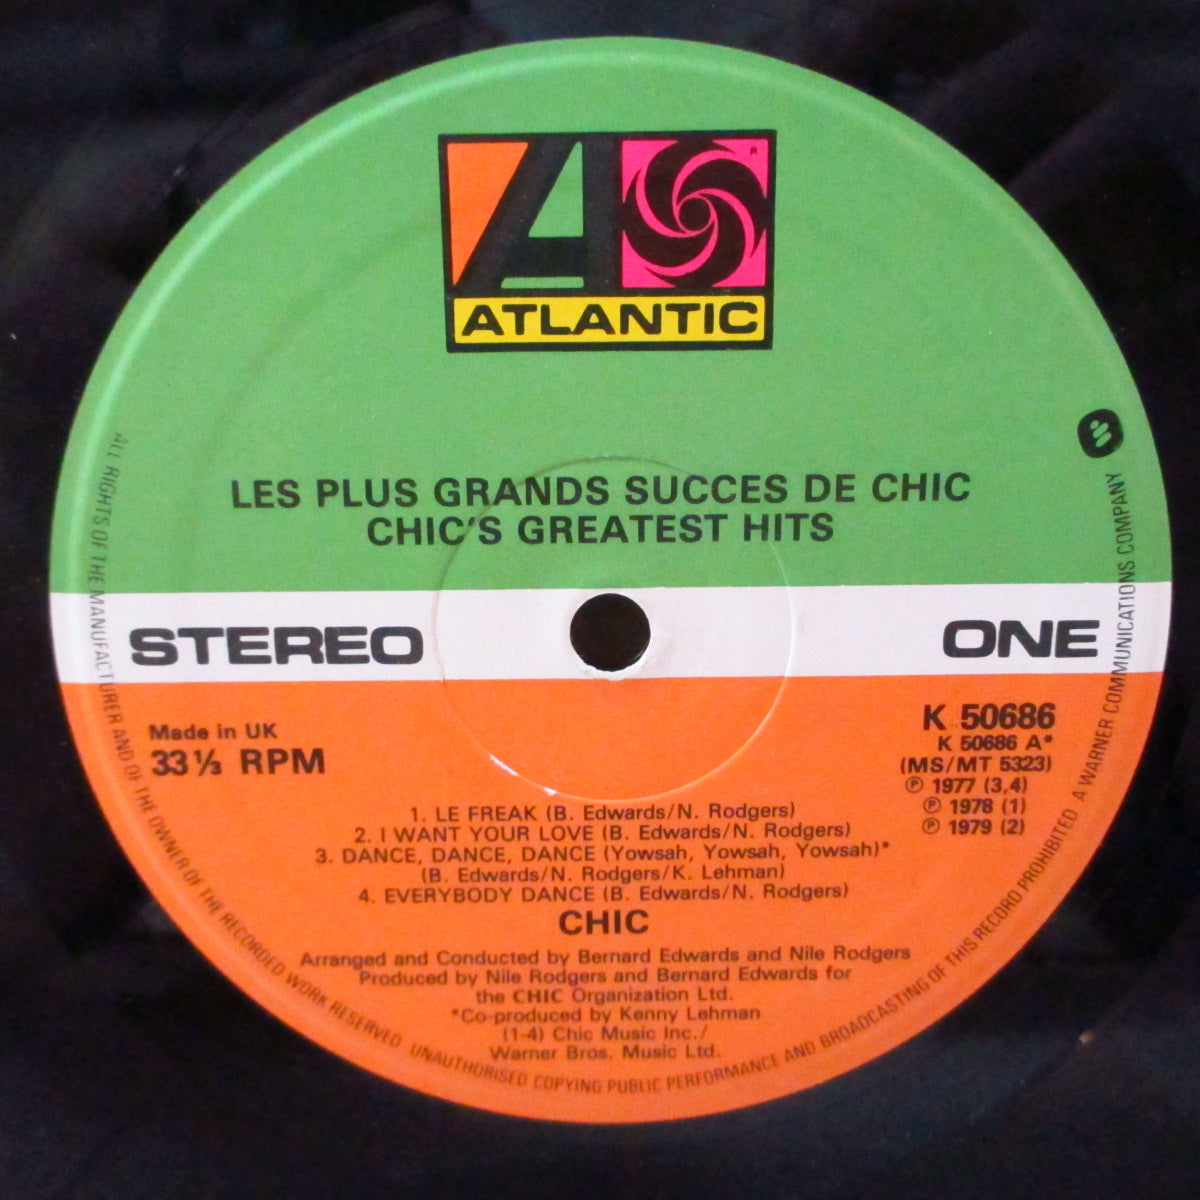 ATLANTIC
R
LES PLUS GRANDS SUCCES DE CHIC
CHIC'S GREATEST HITS
STEREO
ONE
Made in UK
33⅓ RPM
K 50686
K 50686 A*
(MS/MT 5323)
℗ 1977 (3,4)
℗ 1978 (1)
℗ 1979 (2)
1. LE FREAK (B. Edwards/N. Rodgers)
2. I WANT YOUR LOVE (B. Edwards/N. Rodgers)
3. DANCE, DANCE, DANCE (Yowsah, Yowsah, Yowsah)*
(B. Edwards/N. Rodgers/K. Lehman)
4. EVERYBODY DANCE (B. Edwards/N. Rodgers)
CHIC
Arranged and Conducted by Bernard Edwards and Nile Rodgers
Produced by Nile Rodgers and Bernard Edwards for
the CHIC Organization Ltd.
*Co-produced by Kenny Lehman
(1-4) Chic Music Inc./
Warner Bros. Music Ltd.
ALL RIGHTS OF THE MANUFACTURER AND OF THE OWNER OF THE RECORDED WORK RESERVED UNAUTHORISED COPYING PUBLIC PERFORMANCE AND BROADCASTING OF THIS RECORD PROHIBITED A WARNER COMMUNICATIONS COMPANY